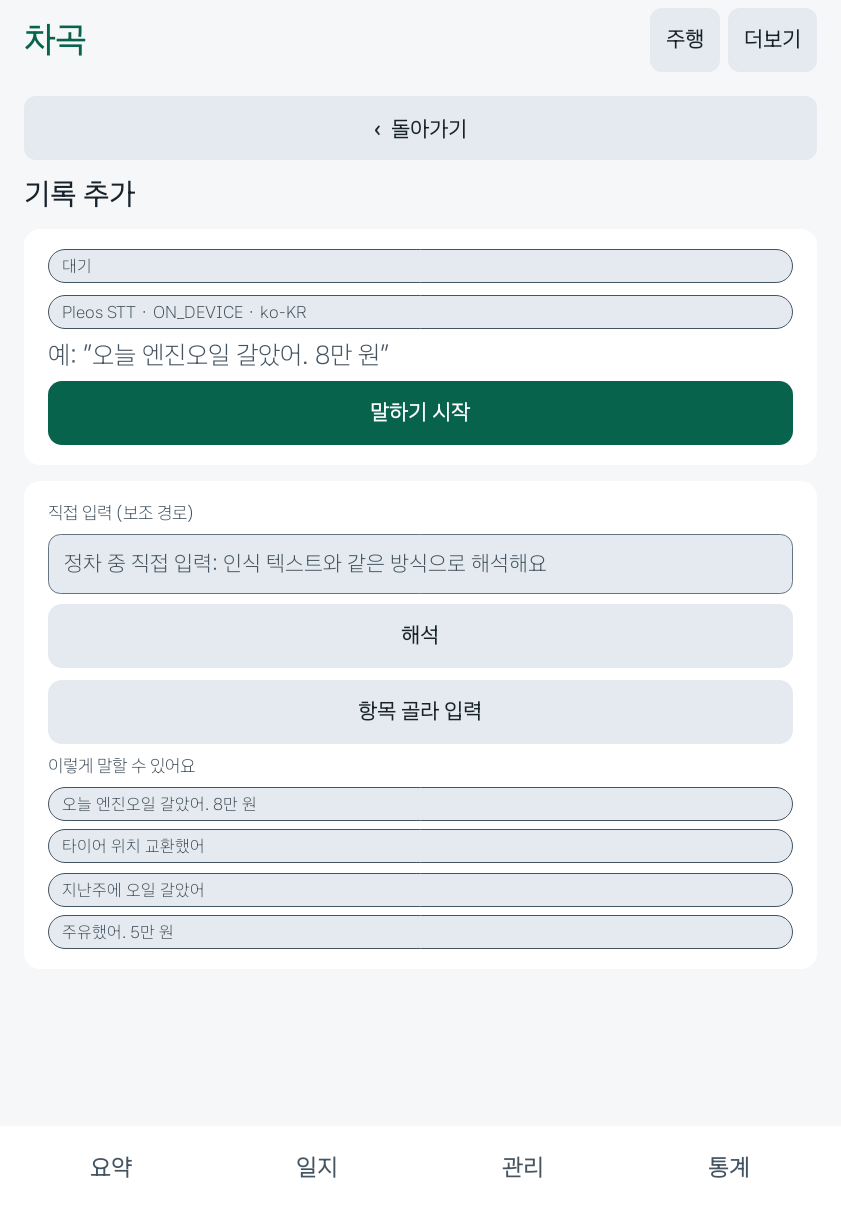 차곡
주행
더보기
‹ 돌아가기
기록 추가
대기
Pleos STT · ON_DEVICE · ko-KR
예: “오늘 엔진오일 갈았어. 8만 원”
말하기 시작
직접 입력 (보조 경로)
정차 중 직접 입력: 인식 텍스트와 같은 방식으로 해석해요
해석
항목 골라 입력
이렇게 말할 수 있어요
오늘 엔진오일 갈았어. 8만 원
타이어 위치 교환했어
지난주에 오일 갈았어
주유했어. 5만 원
요약
일지
관리
통계